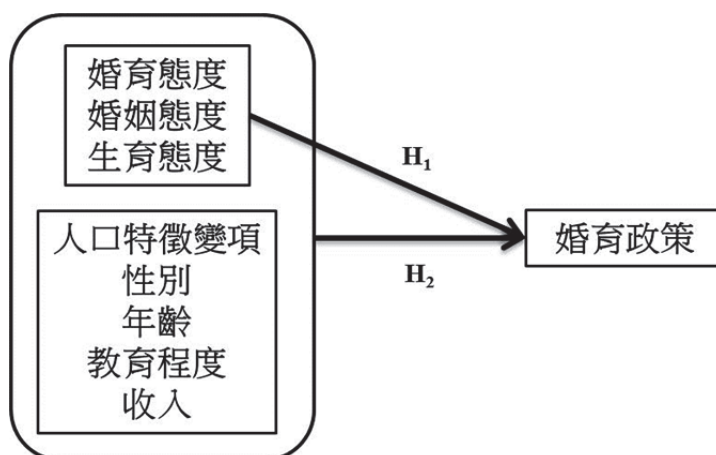 婚育態度
婚姻態度
生育態度
H₁
人口特徵變項
性別
年齡
教育程度
收入
H₂
婚育政策